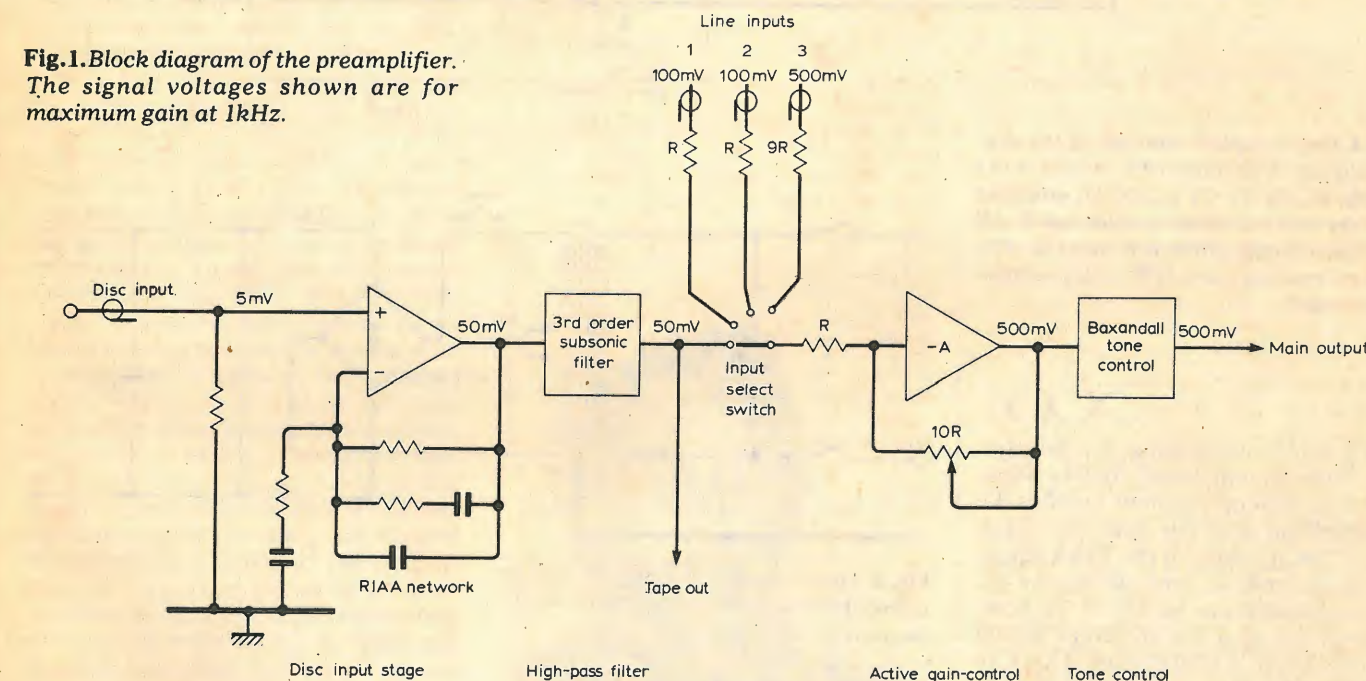 Fig.1. Block diagram of the preamplifier.
The signal voltages shown are for
maximum gain at 1kHz.
Line inputs
1 2 3
100mV 100mV 500mV
R R 9R
Disc input
5mV
+
−
50mV
3rd order
subsonic
filter
50mV
Input
select
switch
R
-A
500mV
Baxandall
tone
control
500mV
Main output
10R
RIAA network
Tape out
Disc input stage High-pass filter Active gain-control Tone control